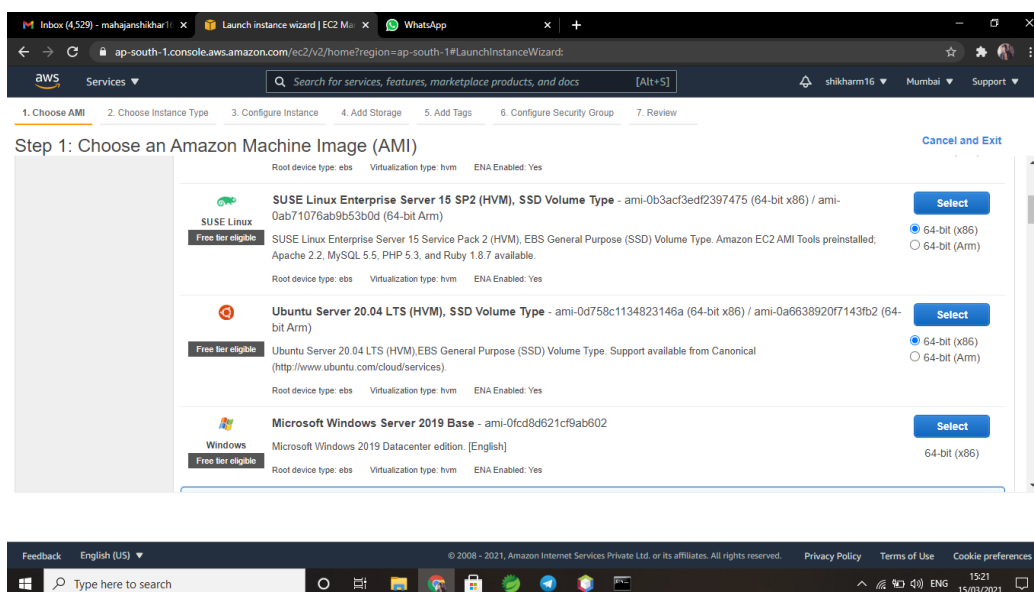 Inbox (4,529) - mahajanshikhar1 Launch instance wizard | EC2 Ma WhatsApp
ap-south-1.console.aws.amazon.com/ec2/v2/home?region=ap-south-1#LaunchInstanceWizard:
aws Services Search for services, features, marketplace products, and docs [Alt+S] shikharm16 Mumbai Support
1. Choose AMI 2. Choose Instance Type 3. Configure Instance 4. Add Storage 5. Add Tags 6. Configure Security Group 7. Review
Step 1: Choose an Amazon Machine Image (AMI) Cancel and Exit
Root device type: ebs Virtualization type: hvm ENA Enabled: Yes
SUSE Linux
Free tier eligible
SUSE Linux Enterprise Server 15 SP2 (HVM), SSD Volume Type - ami-0b3acf3edf2397475 (64-bit x86) / ami-
0ab71076ab9b53b0d (64-bit Arm)
SUSE Linux Enterprise Server 15 Service Pack 2 (HVM), EBS General Purpose (SSD) Volume Type. Amazon EC2 AMI Tools preinstalled;
Apache 2.2, MySQL 5.5, PHP 5.3, and Ruby 1.8.7 available.
Root device type: ebs Virtualization type: hvm ENA Enabled: Yes
Select
64-bit (x86)
64-bit (Arm)
Free tier eligible
Ubuntu Server 20.04 LTS (HVM), SSD Volume Type - ami-0d758c1134823146a (64-bit x86) / ami-0a6638920f7143fb2 (64-
bit Arm)
Ubuntu Server 20.04 LTS (HVM),EBS General Purpose (SSD) Volume Type. Support available from Canonical
(http://www.ubuntu.com/cloud/services).
Root device type: ebs Virtualization type: hvm ENA Enabled: Yes
Select
64-bit (x86)
64-bit (Arm)
Windows
Free tier eligible
Microsoft Windows Server 2019 Base - ami-0fcd8d621cf9ab602
Microsoft Windows 2019 Datacenter edition. [English]
Root device type: ebs Virtualization type: hvm ENA Enabled: Yes
Select
64-bit (x86)
Feedback English (US) © 2008 - 2021, Amazon Internet Services Private Ltd. or its affiliates. All rights reserved. Privacy Policy Terms of Use Cookie preferences
Type here to search ENG 15:21
15/03/2021